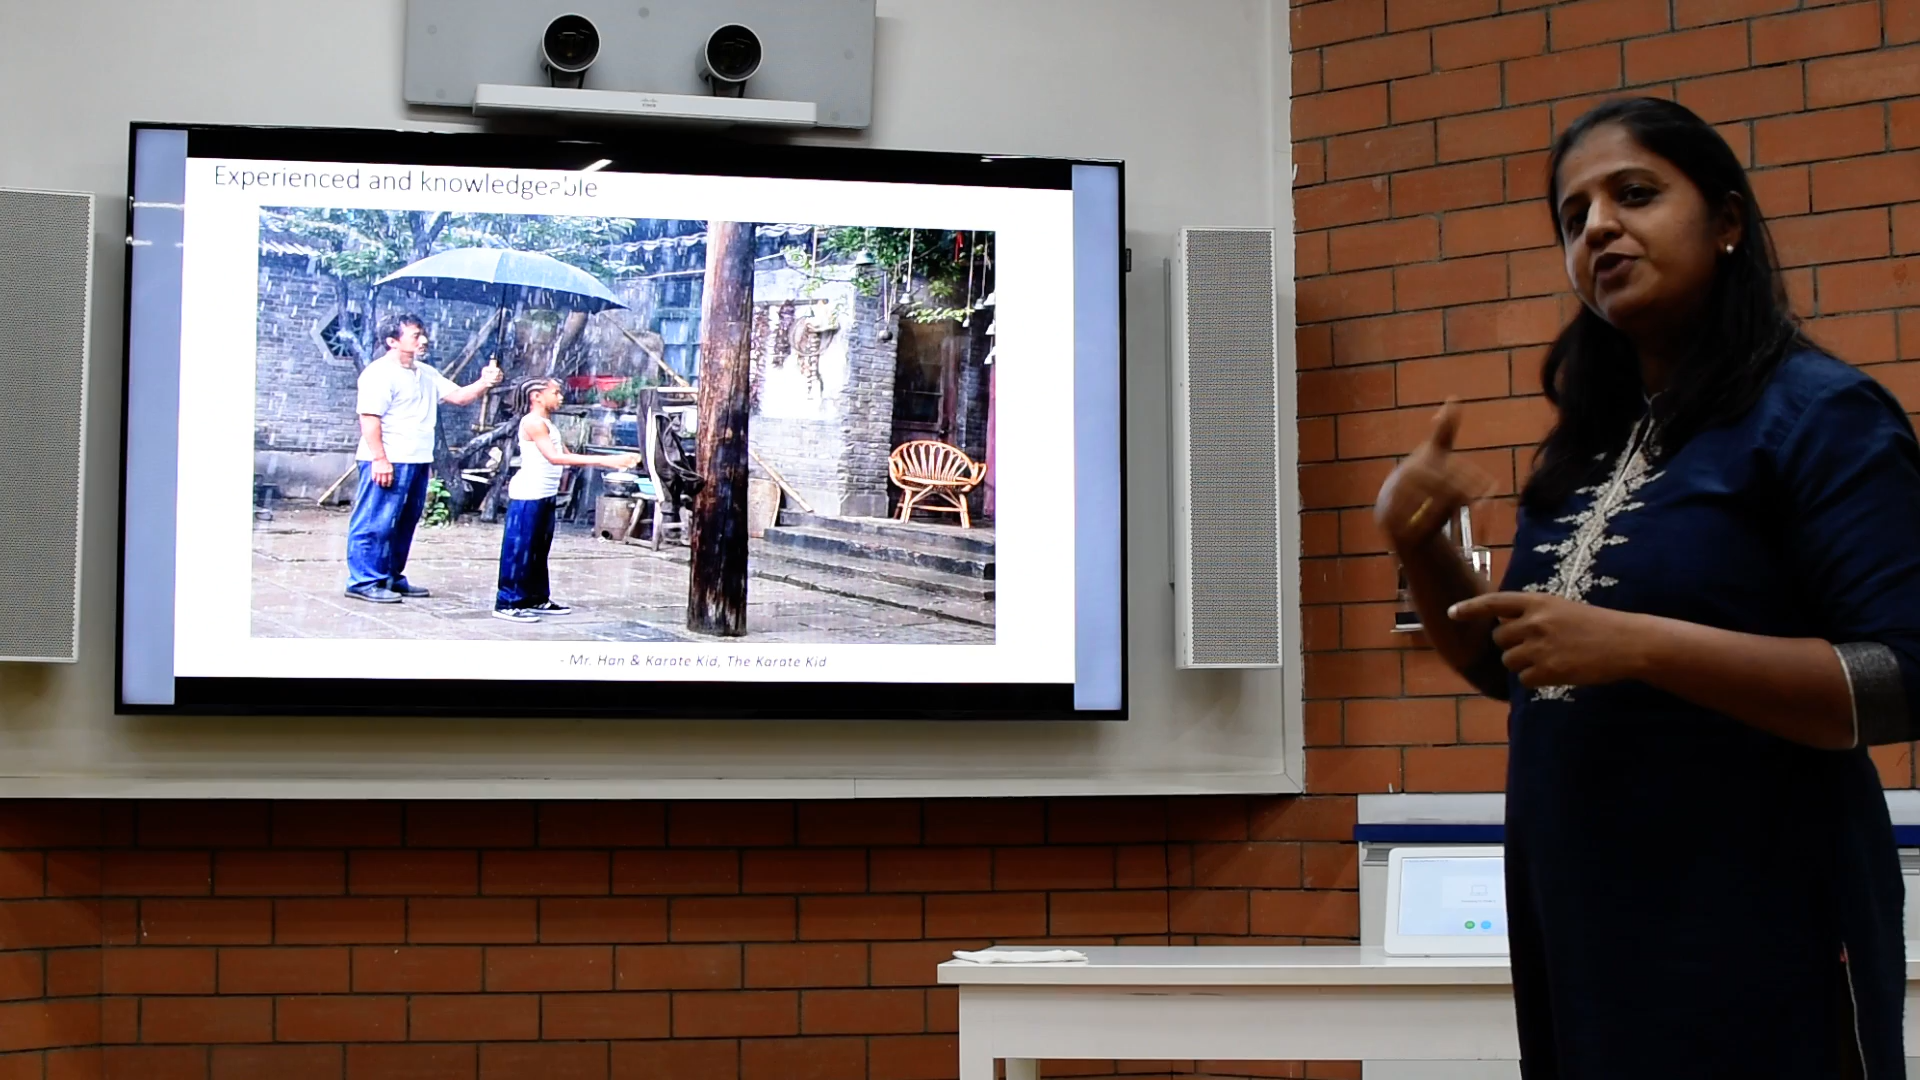 Experienced and knowledgeable
- Mr. Han & Karate Kid, The Karate Kid